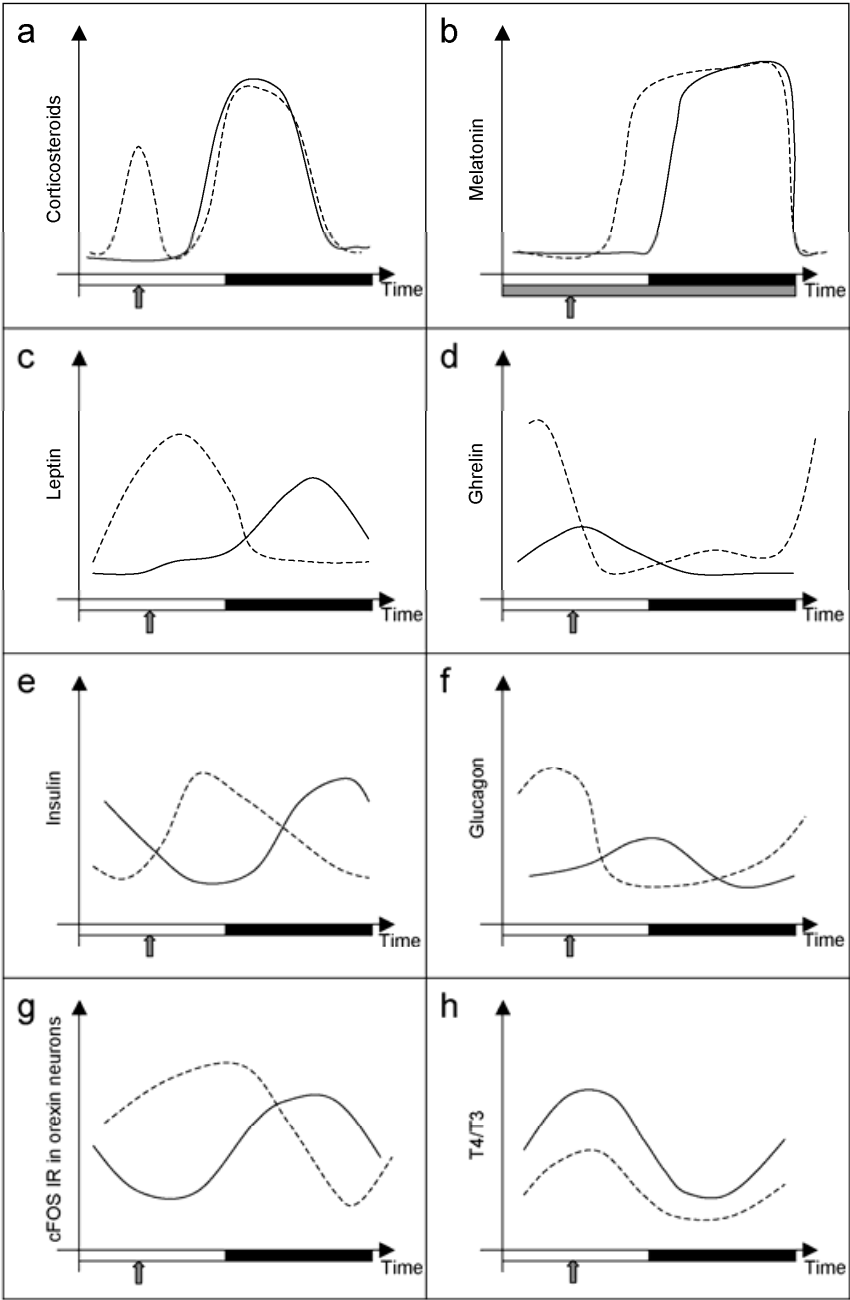 a
Corticosteroids
Time
b
Melatonin
Time
c
Leptin
Time
d
Ghrelin
Time
e
Insulin
Time
f
Glucagon
Time
g
cFOS IR in orexin neurons
Time
h
T4/T3
Time